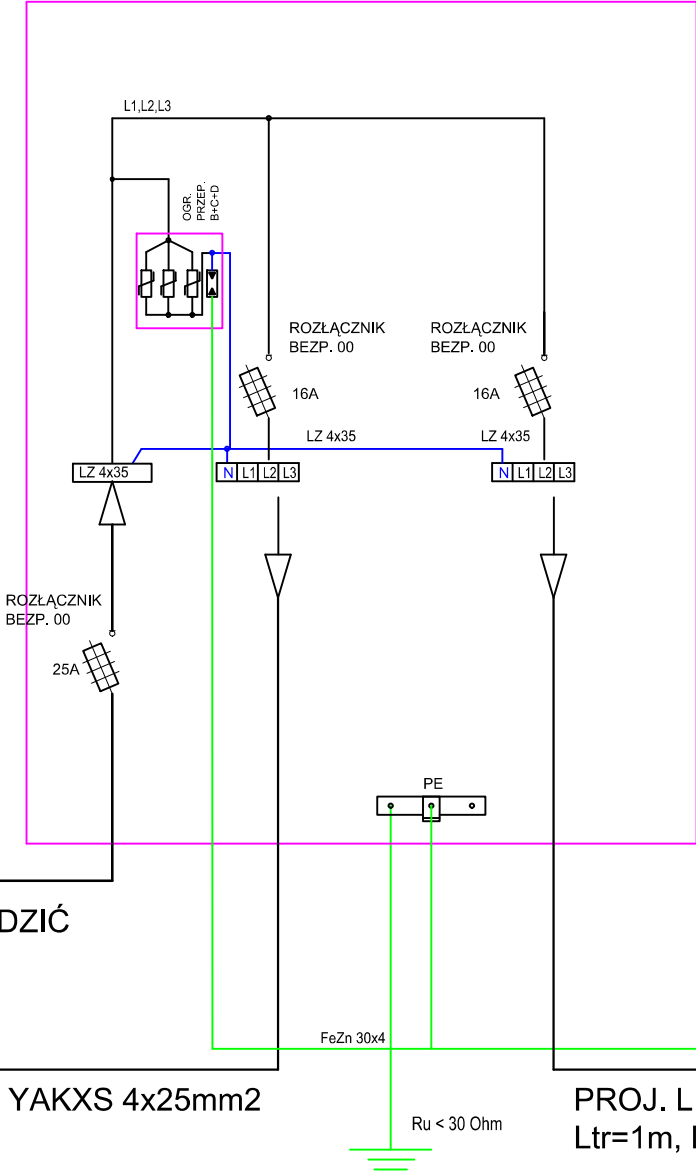 L1,L2,L3
OGR.
PRZEP.
B+C+D
ROZŁĄCZNIK
BEZP. 00
16A
ROZŁĄCZNIK
BEZP. 00
16A
LZ 4x35
LZ 4x35
LZ 4x35
N L1 L2 L3
N L1 L2 L3
ROZŁĄCZNIK
BEZP. 00
25A
PE
DZIĆ
FeZn 30x4
YAKXS 4x25mm2
Ru < 30 Ohm
PROJ. L
Ltr=1m,